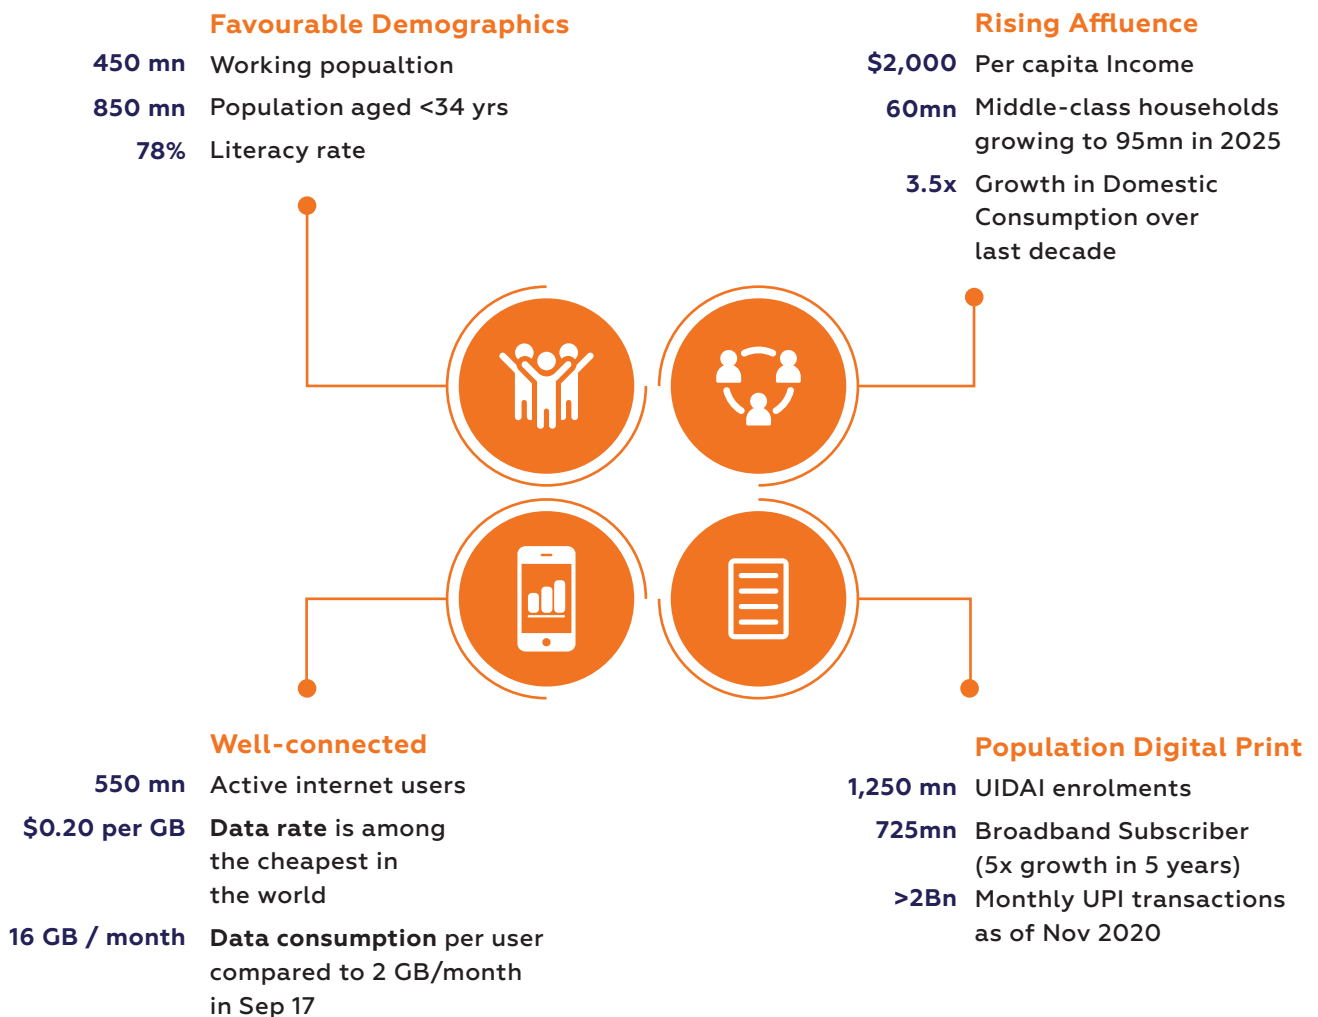 Favourable Demographics
450 mn Working popualtion
850 mn Population aged <34 yrs
78% Literacy rate
Rising Affluence
$2,000 Per capita Income
60mn Middle-class households
growing to 95mn in 2025
3.5x Growth in Domestic
Consumption over
last decade
Well-connected
550 mn Active internet users
$0.20 per GB Data rate is among
the cheapest in
the world
16 GB / month Data consumption per user
compared to 2 GB/month
in Sep 17
Population Digital Print
1,250 mn UIDAI enrolments
725mn Broadband Subscriber
(5x growth in 5 years)
>2Bn Monthly UPI transactions
as of Nov 2020